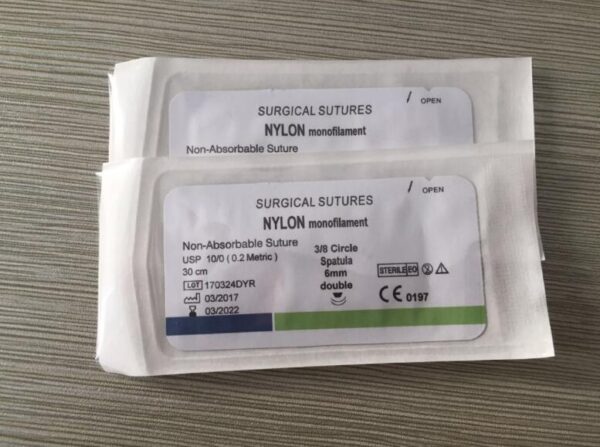 OPEN
SURGICAL SUTURES
NYLON monofilament
Non-Absorbable Suture
OPEN
SURGICAL SUTURES
NYLON monofilament
Non-Absorbable Suture
USP 10/0 ( 0.2 Metric )
30 cm
LOT 170324DYR
03/2017
03/2022
3/8 Circle
Spatula
6mm
double
STERILE EO
CE 0197